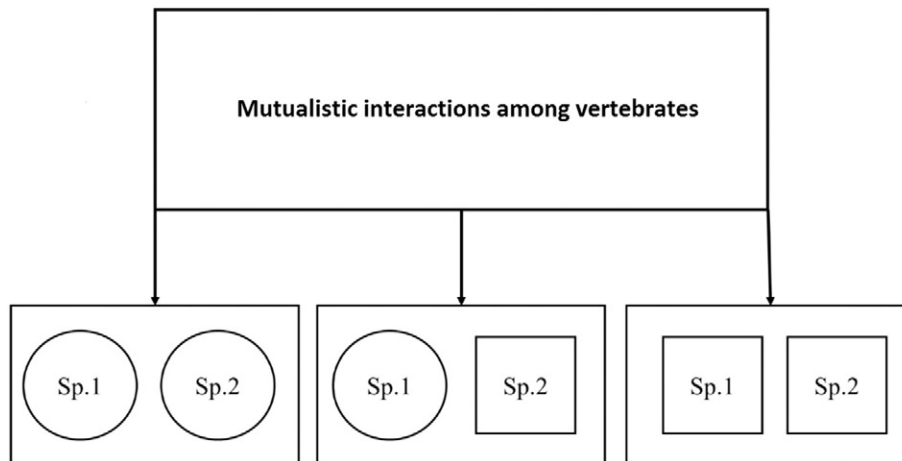 Mutualistic interactions among vertebrates
Sp.1 Sp.2 Sp.1 Sp.2 Sp.1 Sp.2